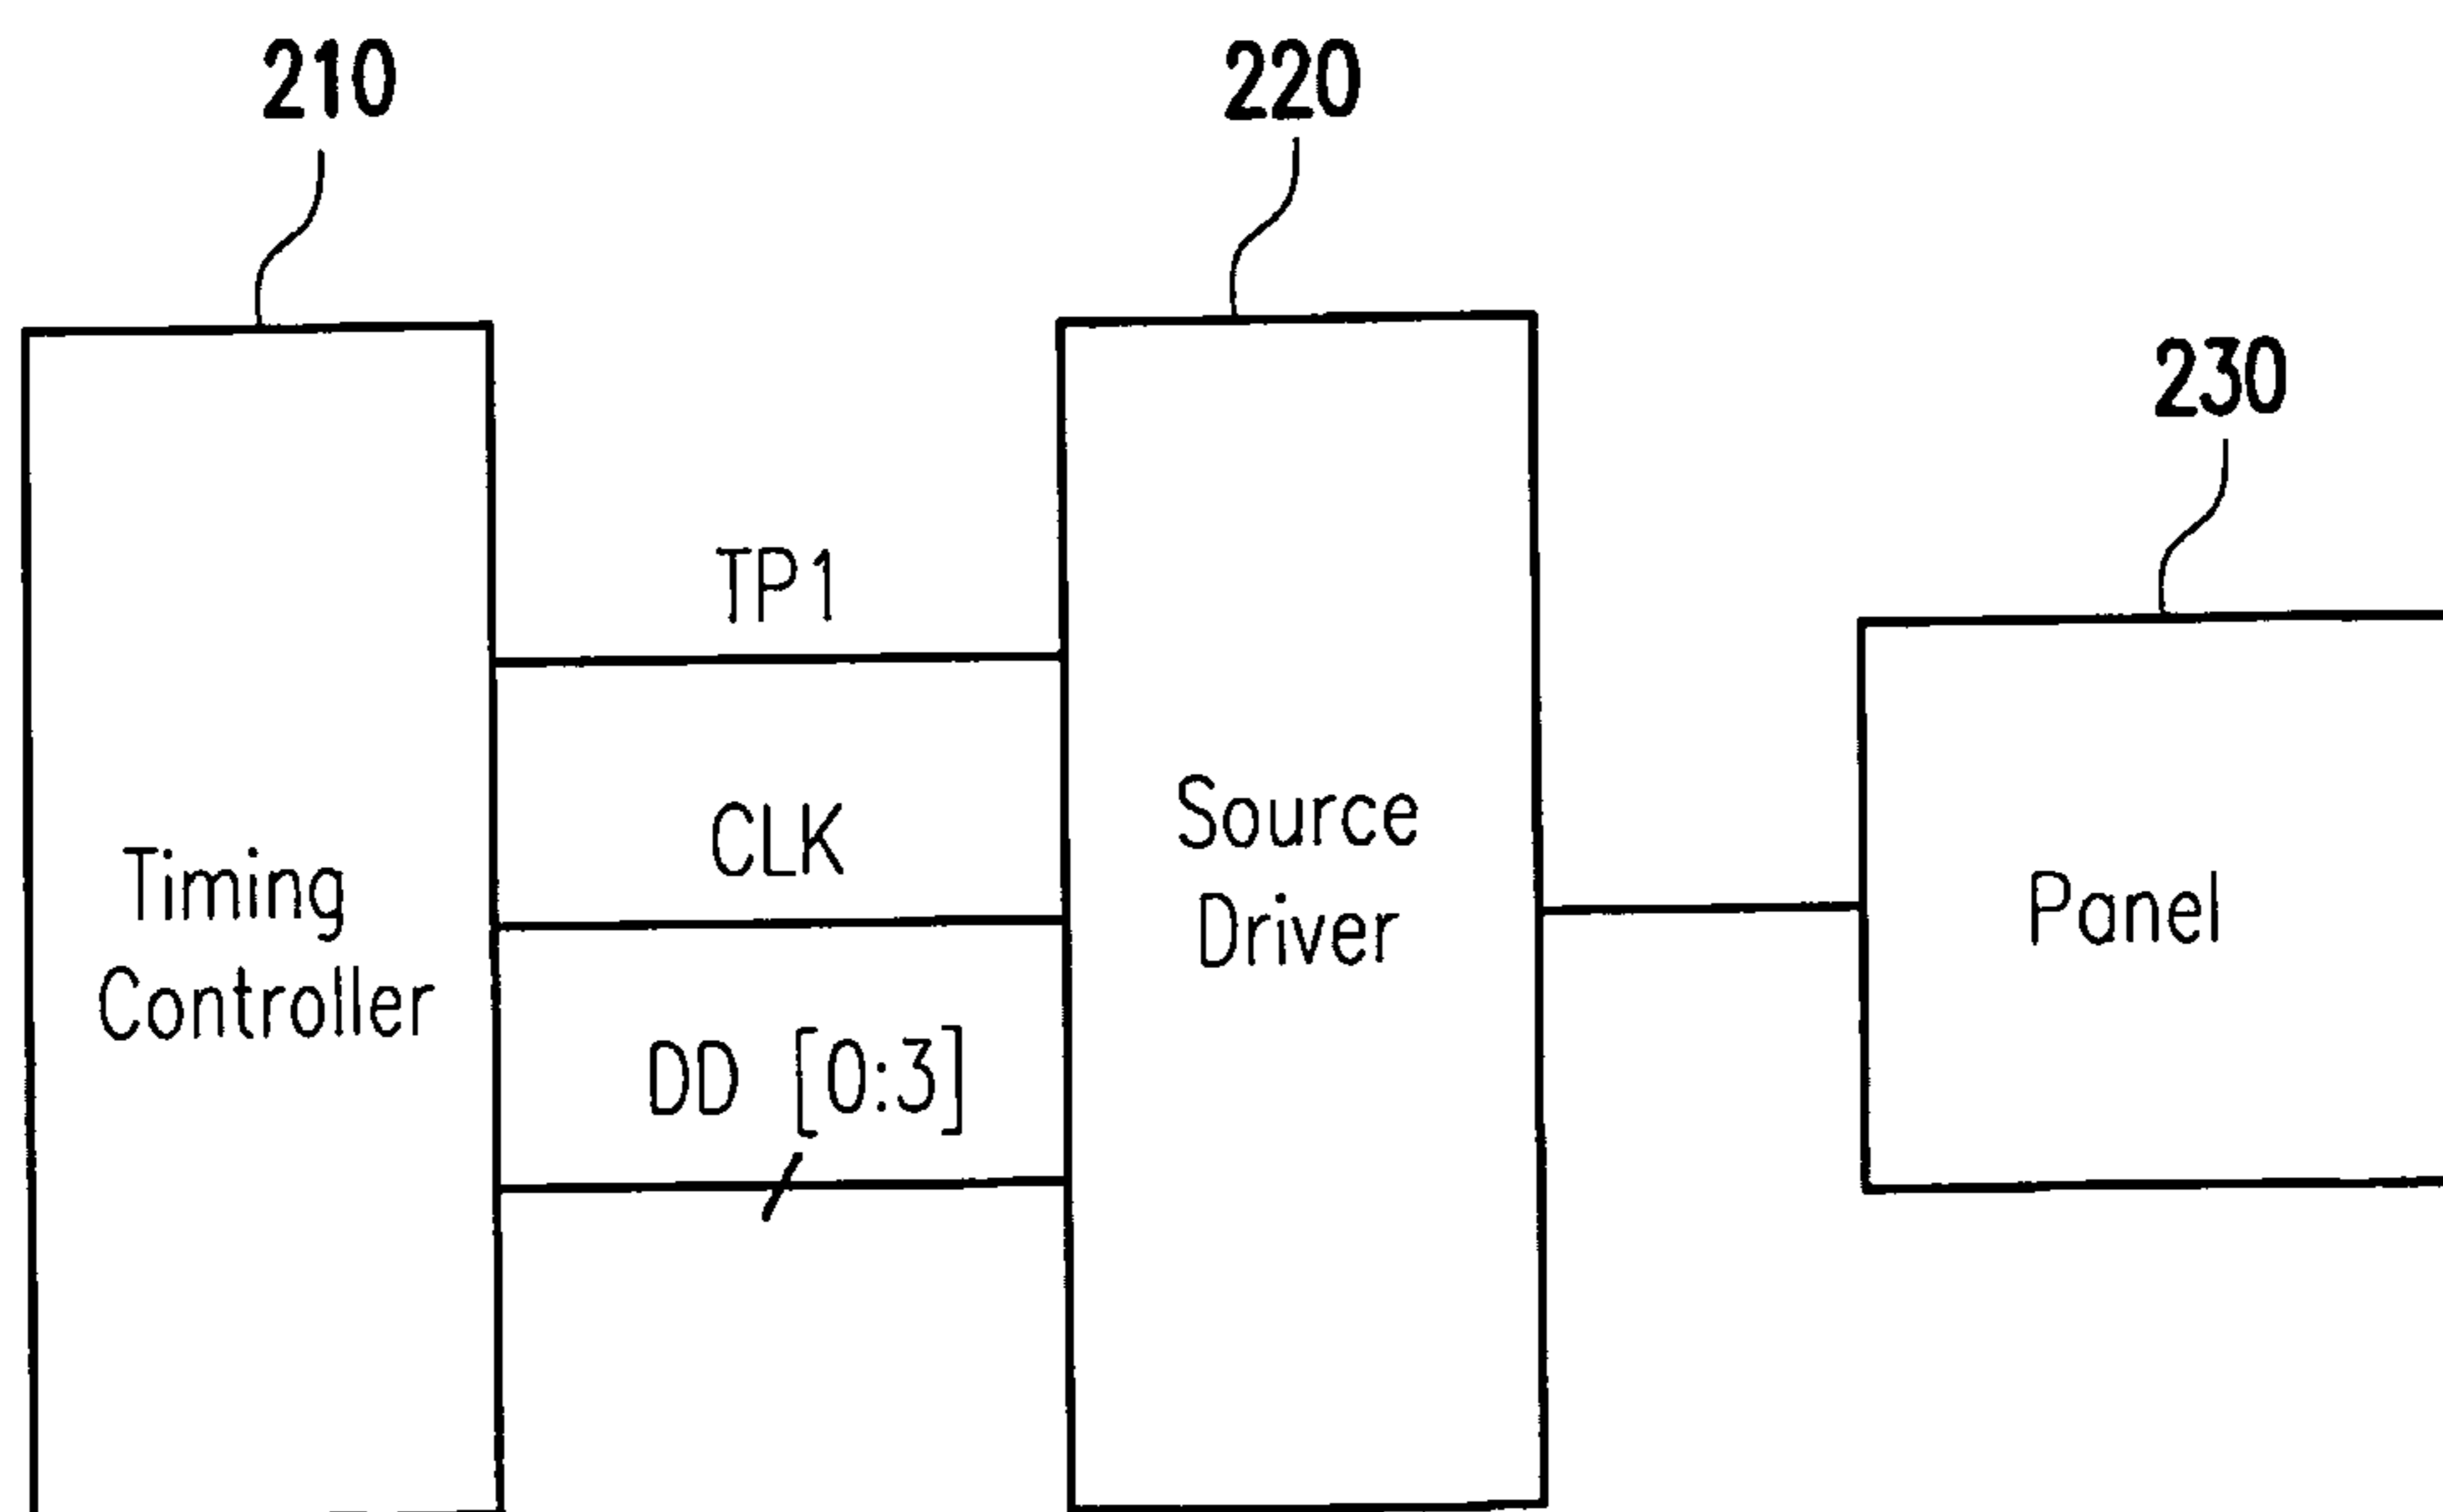 210
220
230
TP1
CLK
DD [0:3]
Timing
Controller
Source
Driver
Panel